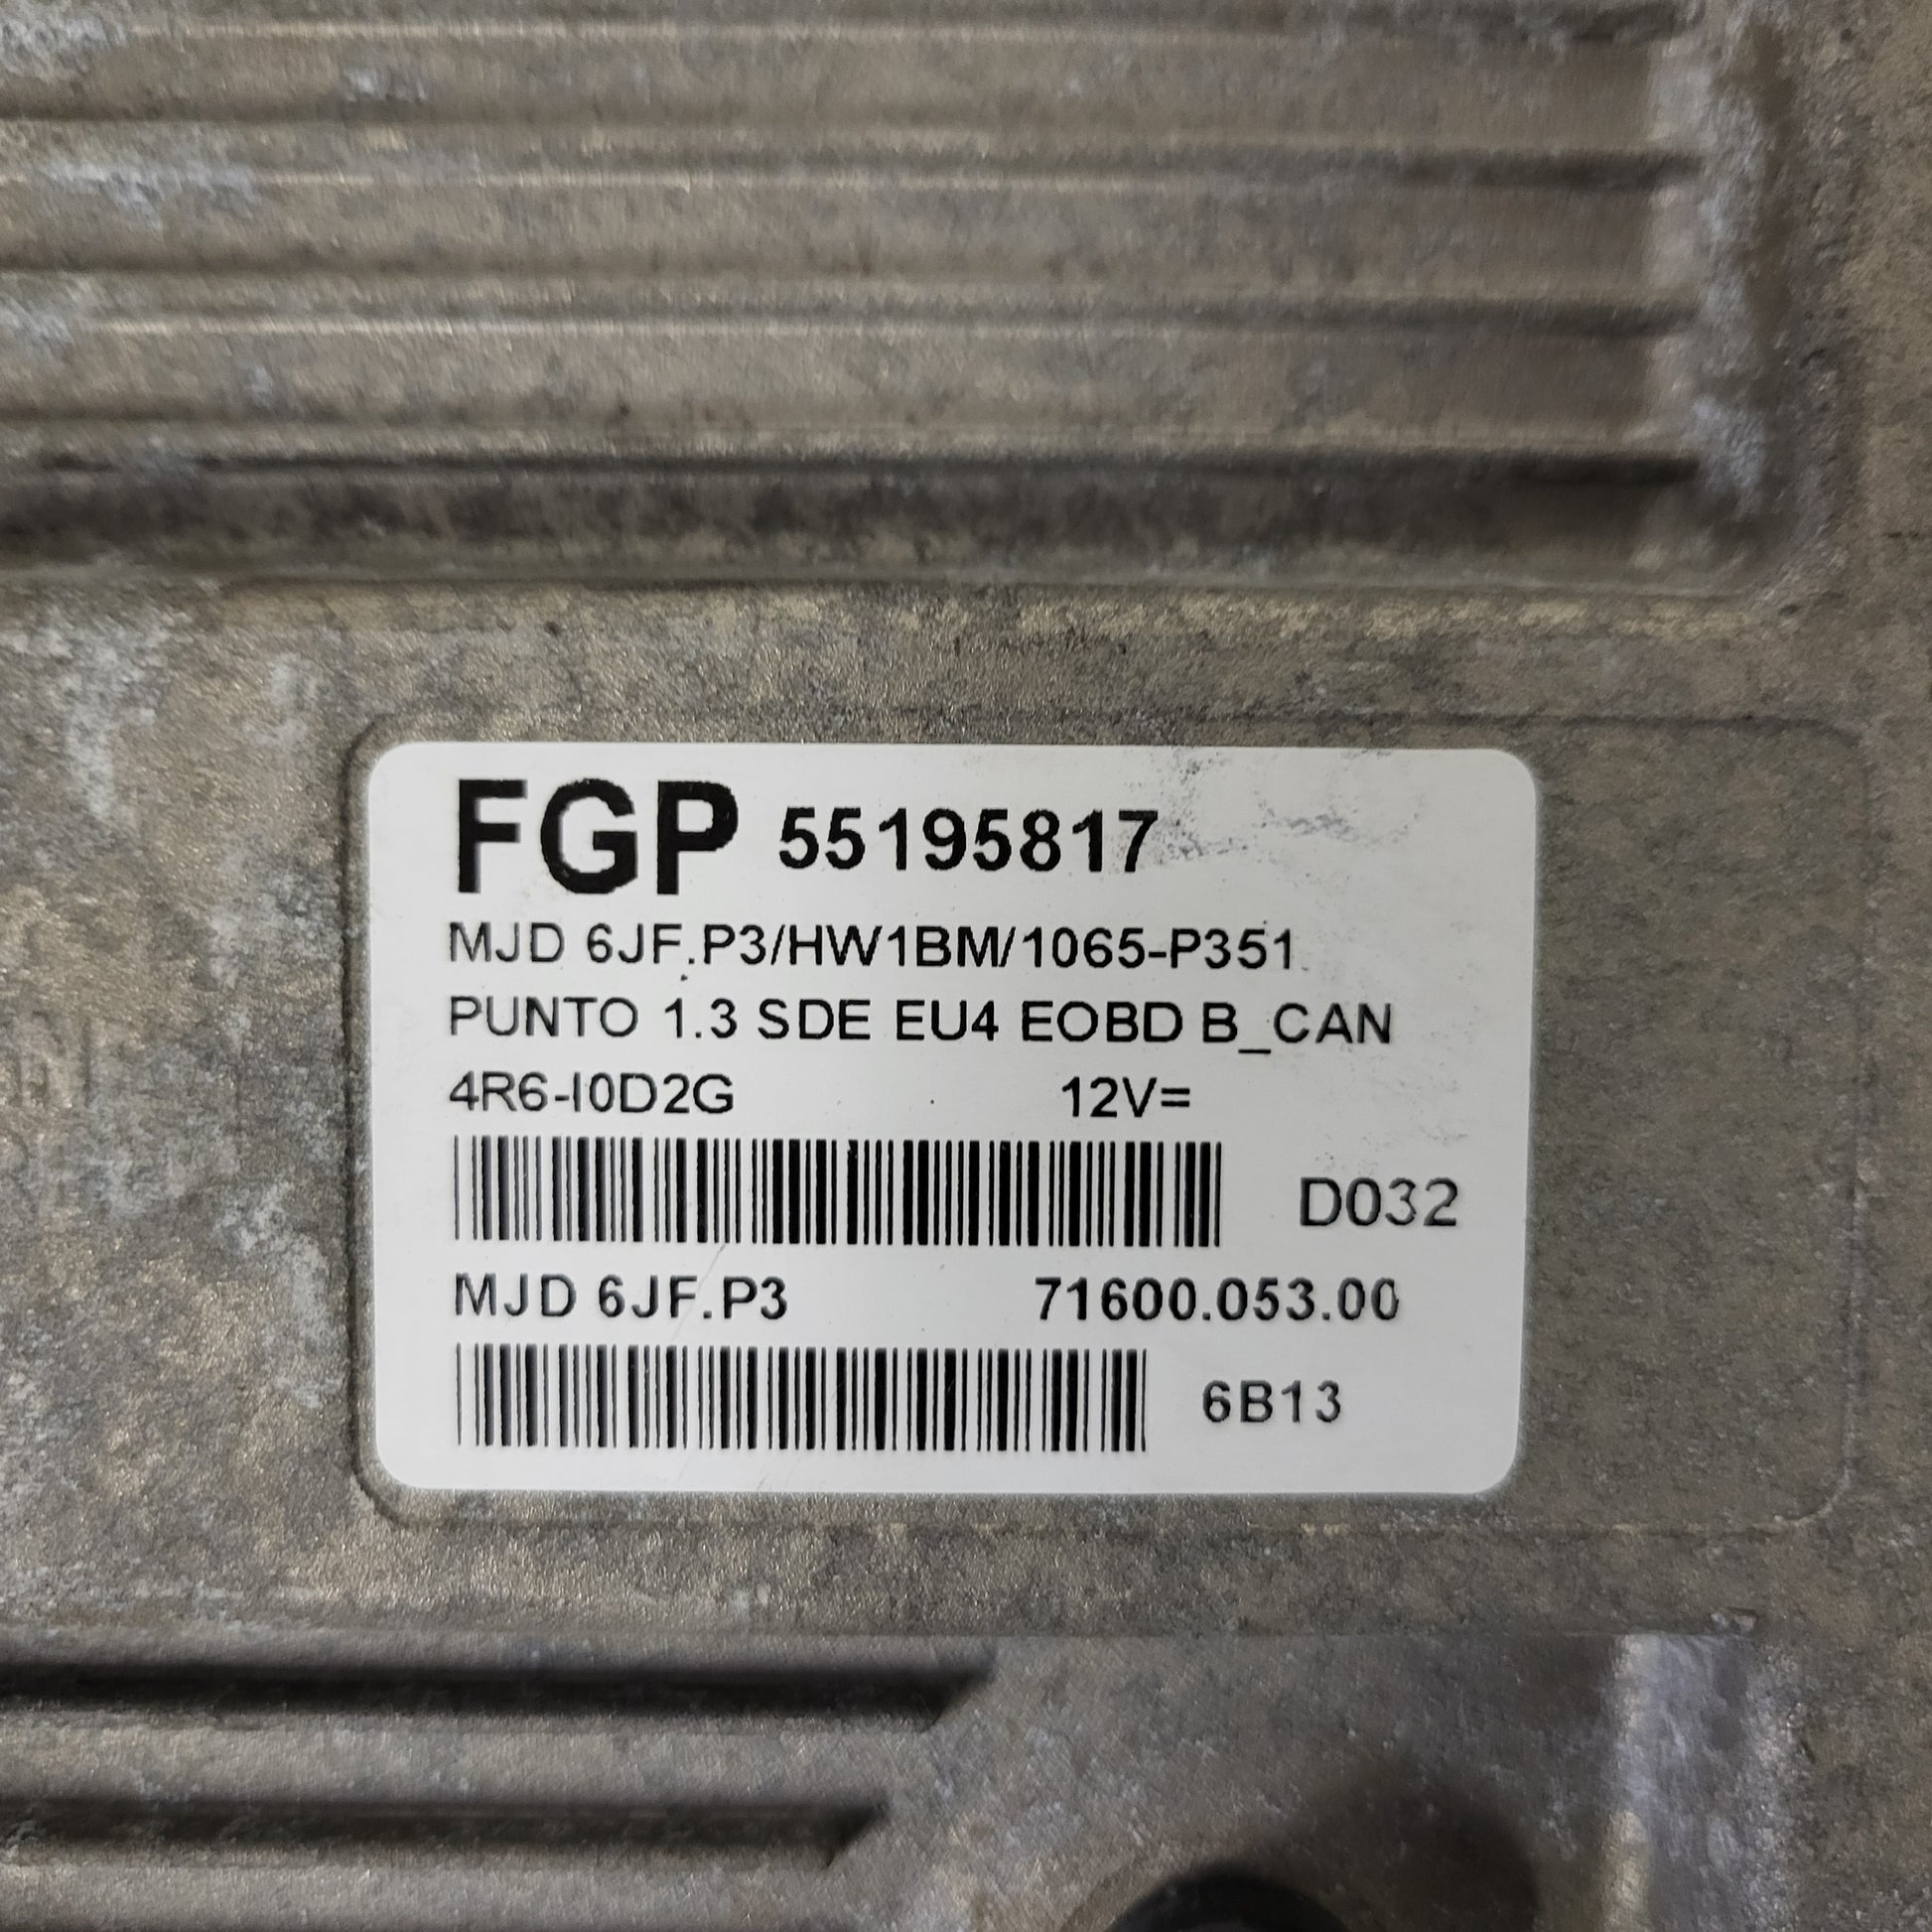 FGP 55195817
MJD 6JF.P3/HW1BM/1065-P351
PUNTO 1.3 SDE EU4 EOBD B_CAN
4R6-I0D2G 12V=
D032
MJD 6JF.P3 71600.053.00
6B13